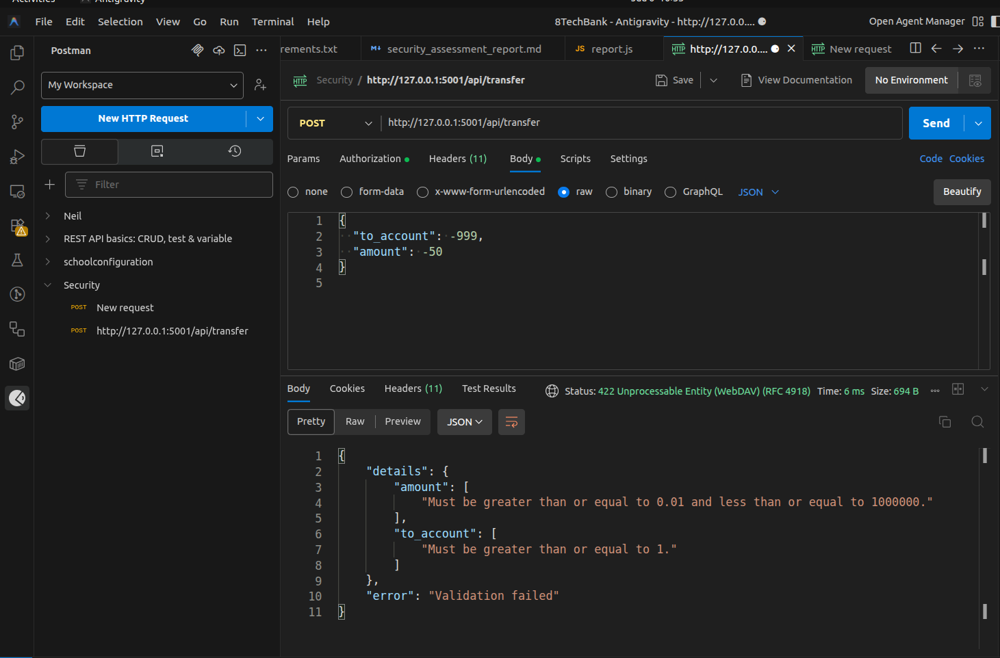 Activities Antigravity
File Edit Selection View Go Run Terminal Help 8TechBank - Antigravity - http://127.0.0.... Open Agent Manager
Postman
rements.txt security_assessment_report.md JS report.js HTTP http://127.0.0.... HTTP New request
My Workspace
HTTP Security / http://127.0.0.1:5001/api/transfer Save View Documentation No Environment
New HTTP Request
POST http://127.0.0.1:5001/api/transfer Send
Params Authorization Headers (11) Body Scripts Settings Code Cookies
Filter
none form-data x-www-form-urlencoded raw binary GraphQL JSON Beautify
Neil
REST API basics: CRUD, test & variable
schoolconfiguration
Security
POST New request
POST http://127.0.0.1:5001/api/transfer
1 {
2 "to_account": -999,
3 "amount": -50
4 }
5
Body Cookies Headers (11) Test Results Status: 422 Unprocessable Entity (WebDAV) (RFC 4918) Time: 6 ms Size: 694 B
Pretty Raw Preview JSON
1 {
2 "details": {
3 "amount": [
4 "Must be greater than or equal to 0.01 and less than or equal to 1000000."
5 ],
6 "to_account": [
7 "Must be greater than or equal to 1."
8 ]
9 },
10 "error": "Validation failed"
11 }